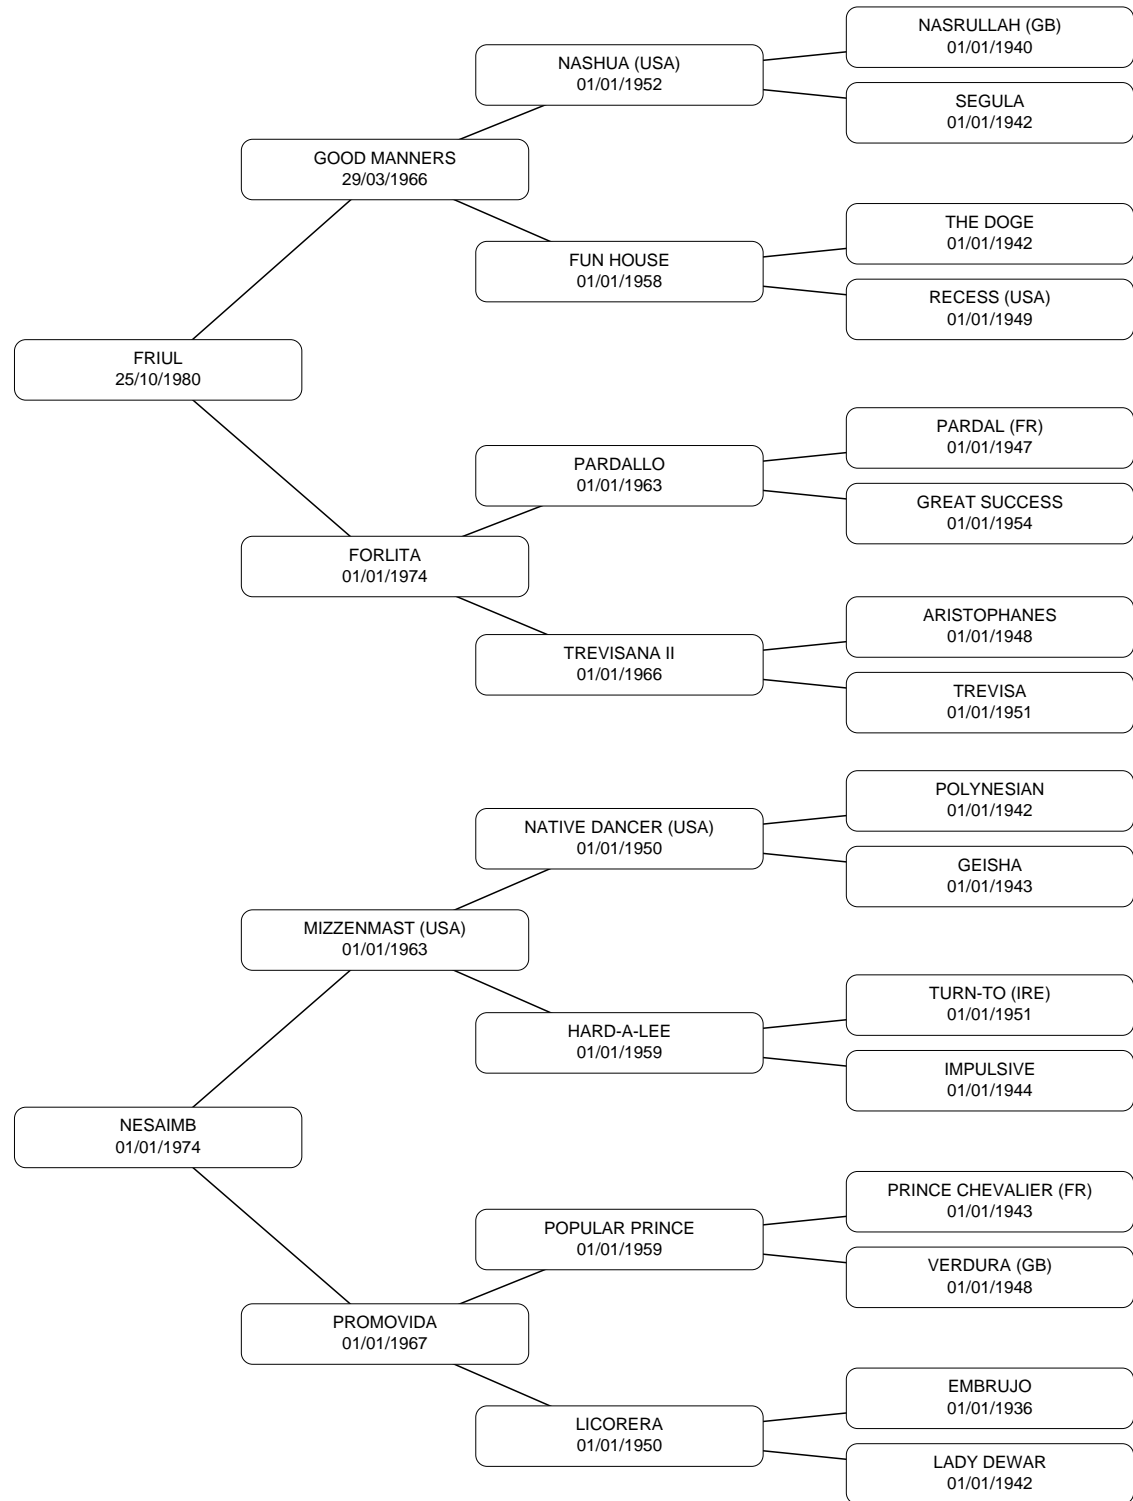 NASRULLAH (GB)
01/01/1940
NASHUA (USA)
01/01/1952
SEGULA
01/01/1942
GOOD MANNERS
29/03/1966
THE DOGE
01/01/1942
FUN HOUSE
01/01/1958
RECESS (USA)
01/01/1949
FRIUL
25/10/1980
PARDAL (FR)
01/01/1947
PARDALLO
01/01/1963
GREAT SUCCESS
01/01/1954
FORLITA
01/01/1974
ARISTOPHANES
01/01/1948
TREVISANA II
01/01/1966
TREVISA
01/01/1951
POLYNESIAN
01/01/1942
NATIVE DANCER (USA)
01/01/1950
GEISHA
01/01/1943
MIZZENMAST (USA)
01/01/1963
TURN-TO (IRE)
01/01/1951
HARD-A-LEE
01/01/1959
IMPULSIVE
01/01/1944
NESAIMB
01/01/1974
PRINCE CHEVALIER (FR)
01/01/1943
POPULAR PRINCE
01/01/1959
VERDURA (GB)
01/01/1948
PROMOVIDA
01/01/1967
EMBRUJO
01/01/1936
LICORERA
01/01/1950
LADY DEWAR
01/01/1942